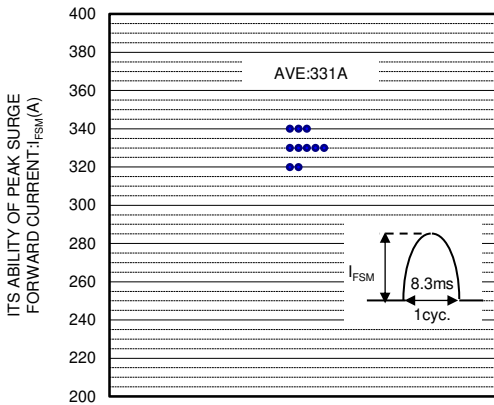 ITS ABILITY OF PEAK SURGE
FORWARD CURRENT:IFSM(A)
400
380
360
340
320
300
280
260
240
220
200
AVE:331A
IFSM
8.3ms
1cyc.